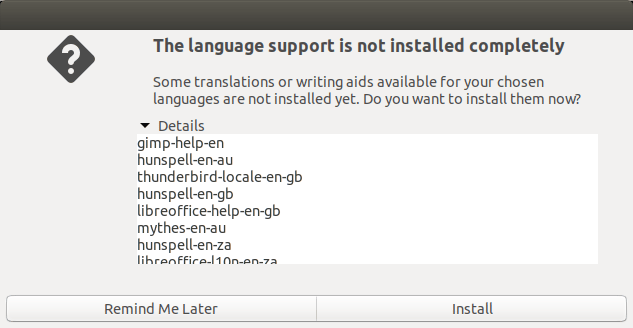 The language support is not installed completely
Some translations or writing aids available for your chosen
languages are not installed yet. Do you want to install them now?
Details
gimp-help-en
hunspell-en-au
thunderbird-locale-en-gb
hunspell-en-gb
libreoffice-help-en-gb
mythes-en-au
hunspell-en-za
libreoffice-l10n-en-za
Remind Me Later
Install